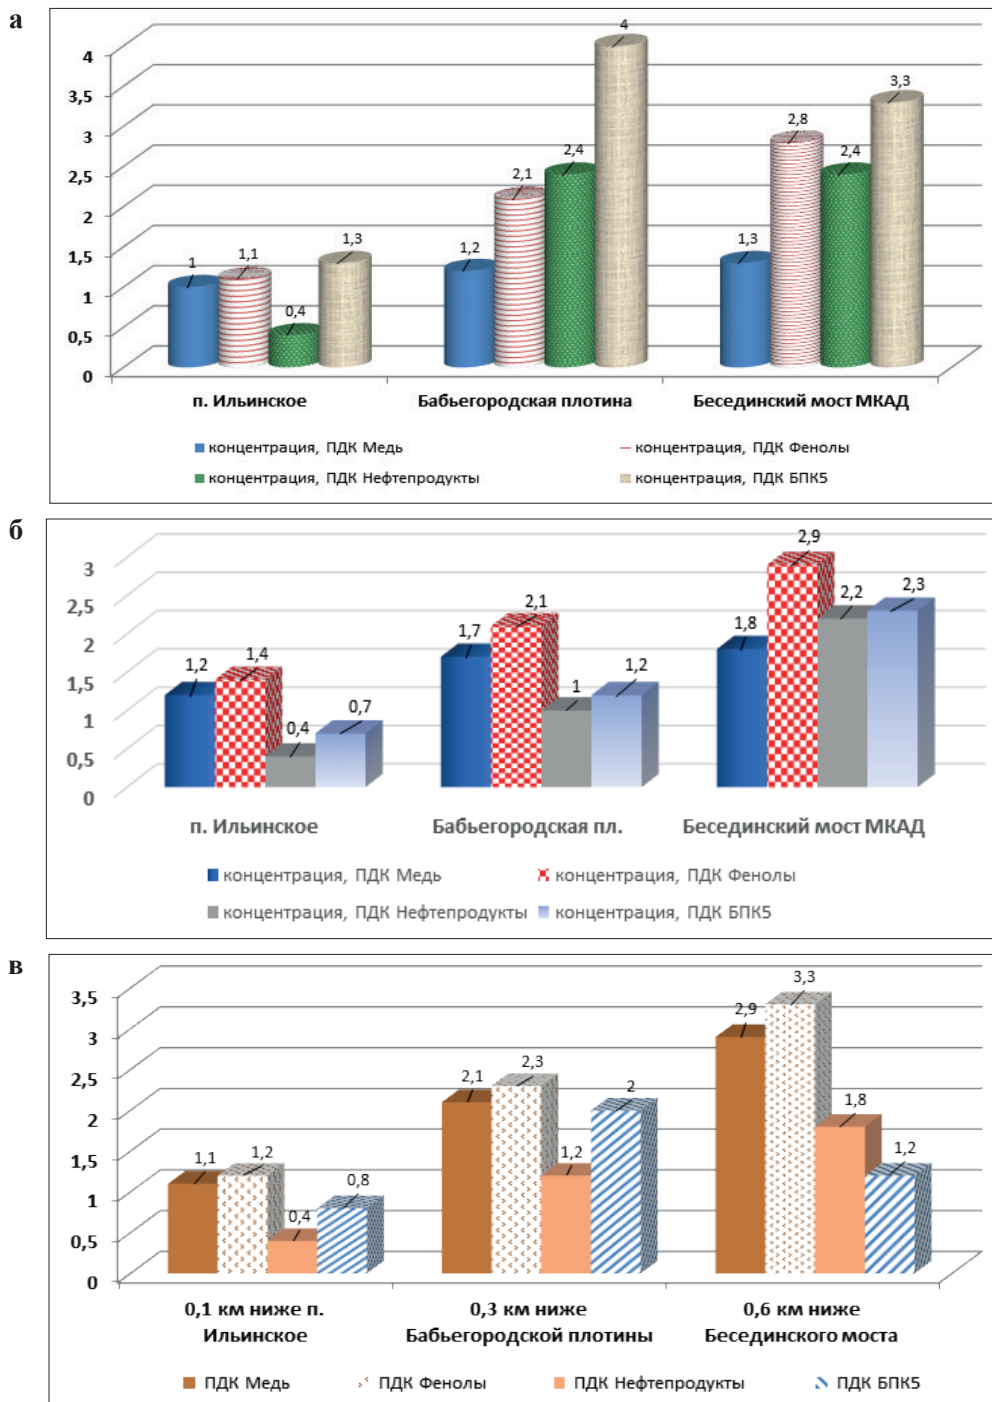 а
4
3,5
3
2,5
2
1,5
1
0,5
0
1
1,1
0,4
1,3
1,2
2,1
2,4
4
1,3
2,8
2,4
3,3
п. Ильинское
Бабьегородская плотина
Бесединский мост МКАД
концентрация, ПДК Медь
концентрация, ПДК Фенолы
концентрация, ПДК Нефтепродукты
концентрация, ПДК БПК5
б
3
2,5
2
1,5
1
0,5
0
1,2
1,4
0,4
0,7
1,7
2,1
1
1,2
1,8
2,9
2,2
2,3
п. Ильинское
Бабьегородская пл.
Бесединский мост МКАД
концентрация, ПДК Медь
концентрация, ПДК Фенолы
концентрация, ПДК Нефтепродукты
концентрация, ПДК БПК5
в
3,5
3
2,5
2
1,5
1
0,5
0
1,1
1,2
0,4
0,8
2,1
2,3
1,2
2
2,9
3,3
1,8
1,2
0,1 км ниже п.
Ильинское
0,3 км ниже
Бабьегородской плотины
0,6 км ниже
Бесединского моста
ПДК Медь
ПДК Фенолы
ПДК Нефтепродукты
ПДК БПК5